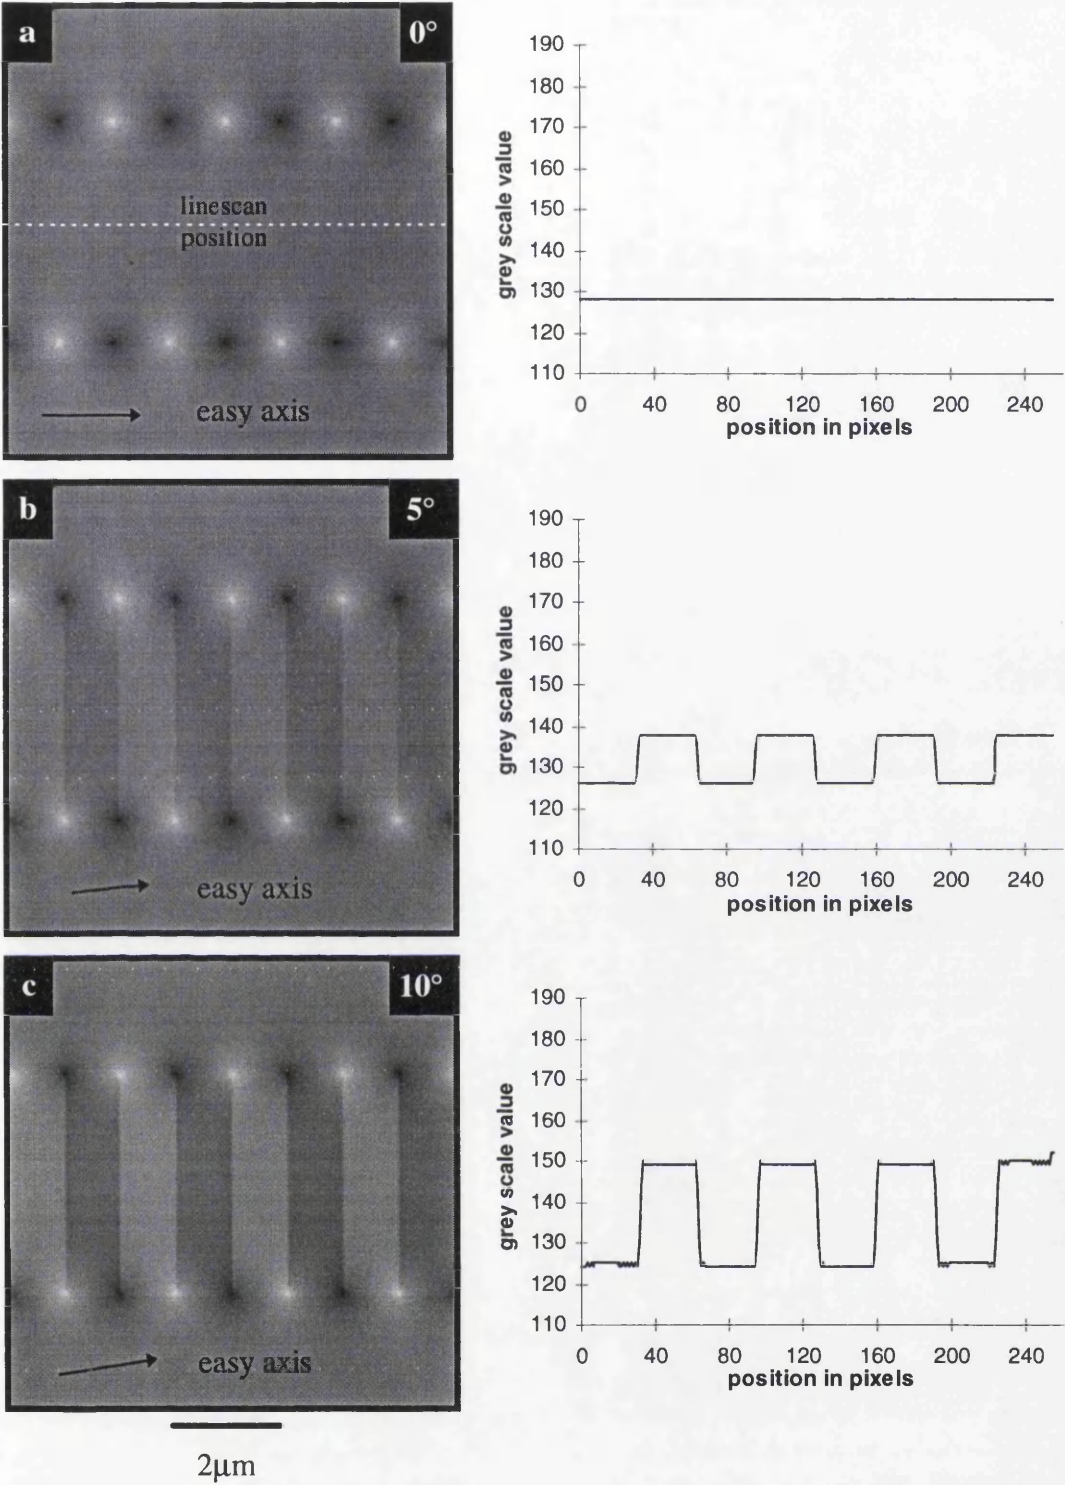 a
0°
linescan
position
easy axis
190
180
170
160
150
140
130
120
110
grey scale value
0 40 80 120 160 200 240
position in pixels
b
5°
easy axis
190
180
170
160
150
140
130
120
110
grey scale value
0 40 80 120 160 200 240
position in pixels
c
10°
easy axis
190
180
170
160
150
140
130
120
110
grey scale value
0 40 80 120 160 200 240
position in pixels
2μm